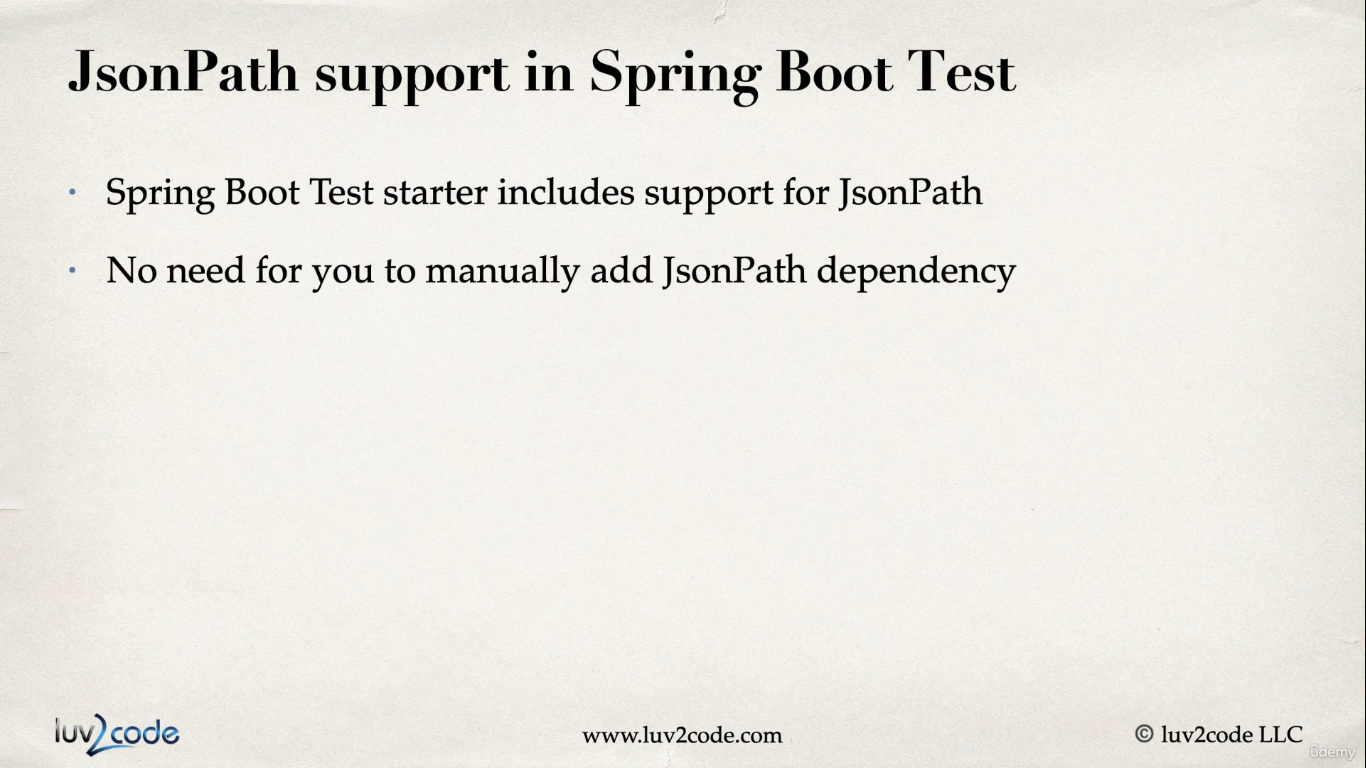 JsonPath support in Spring Boot Test
• Spring Boot Test starter includes support for JsonPath
• No need for you to manually add JsonPath dependency
luv2code
www.luv2code.com
© luv2code LLC
ûdemy